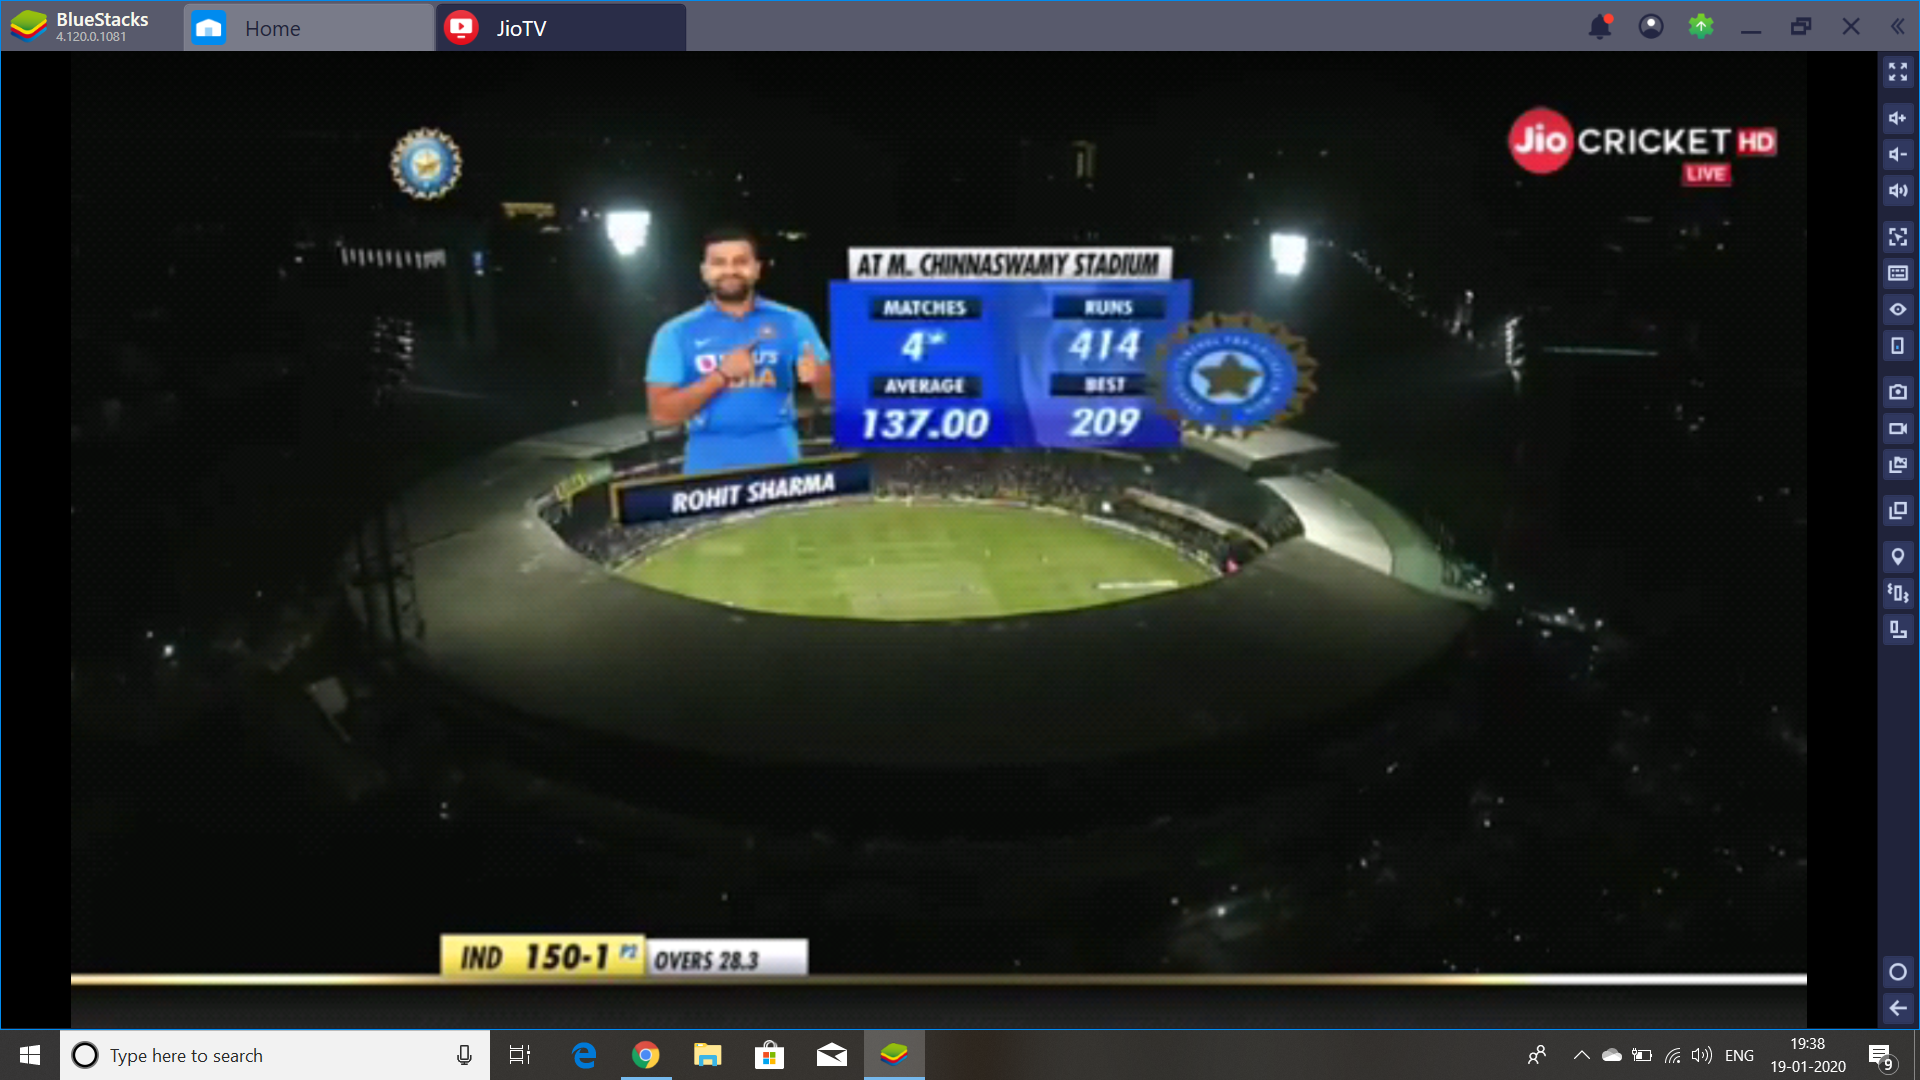 BlueStacks
4.120.0.1081
Home
JioTV
Jio CRICKET HD
LIVE
AT M. CHINNASWAMY STADIUM
MATCHES
4*
RUNS
414
AVERAGE
137.00
BEST
209
ROHIT SHARMA
IND 150-1 P2 OVERS 28.3
Type here to search
ENG
19:38
19-01-2020
9